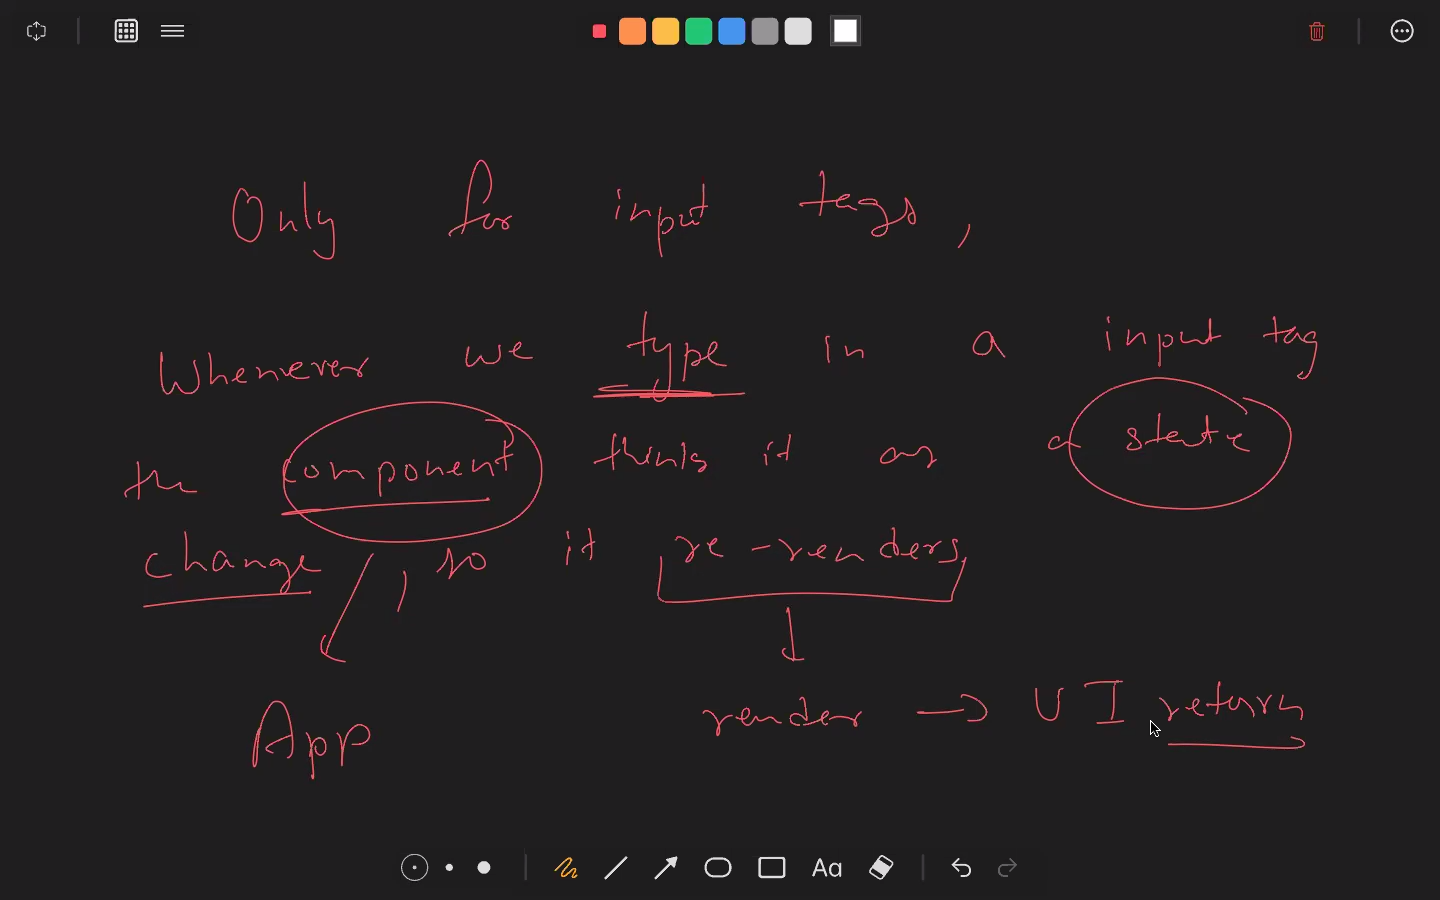 Only for input tags,
Whenever we type in a input tag
the component thinks it as a state
change, so it re-renders
App
render → UI return
Aa